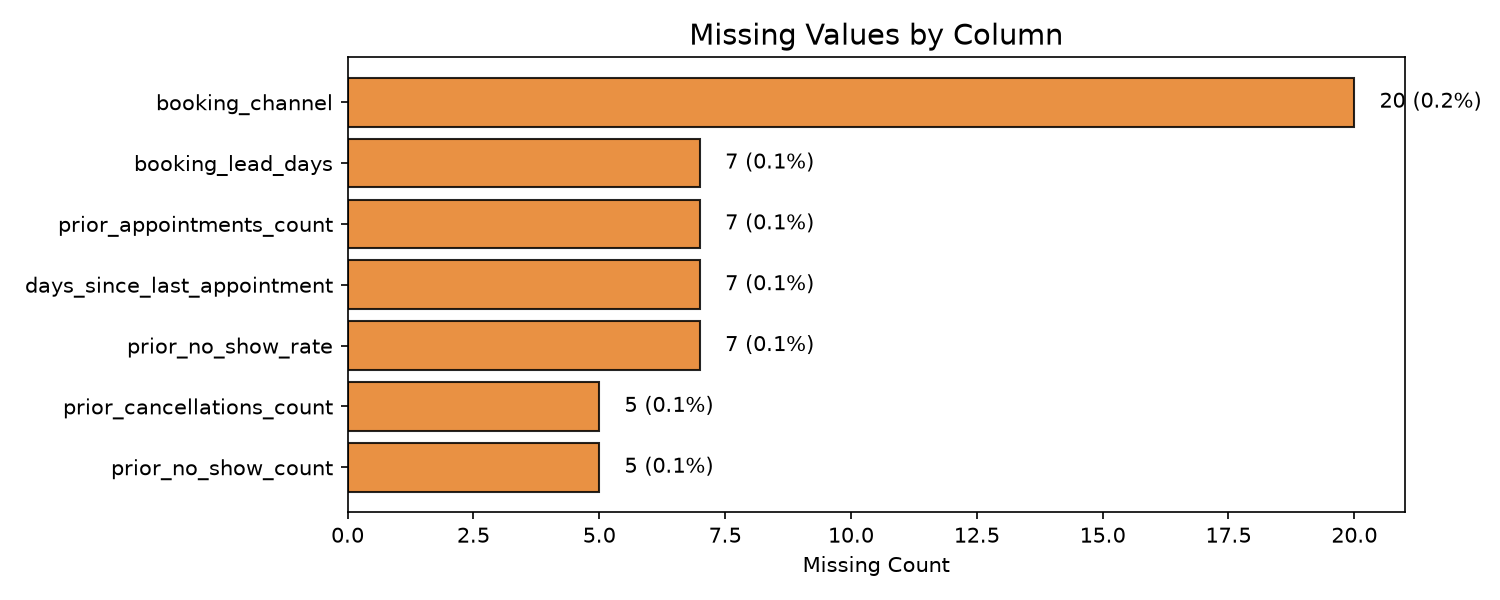 Missing Values by Column
booking_channel 20 (0.2%)
booking_lead_days 7 (0.1%)
prior_appointments_count 7 (0.1%)
days_since_last_appointment 7 (0.1%)
prior_no_show_rate 7 (0.1%)
prior_cancellations_count 5 (0.1%)
prior_no_show_count 5 (0.1%)
0.0 2.5 5.0 7.5 10.0 12.5 15.0 17.5 20.0
Missing Count